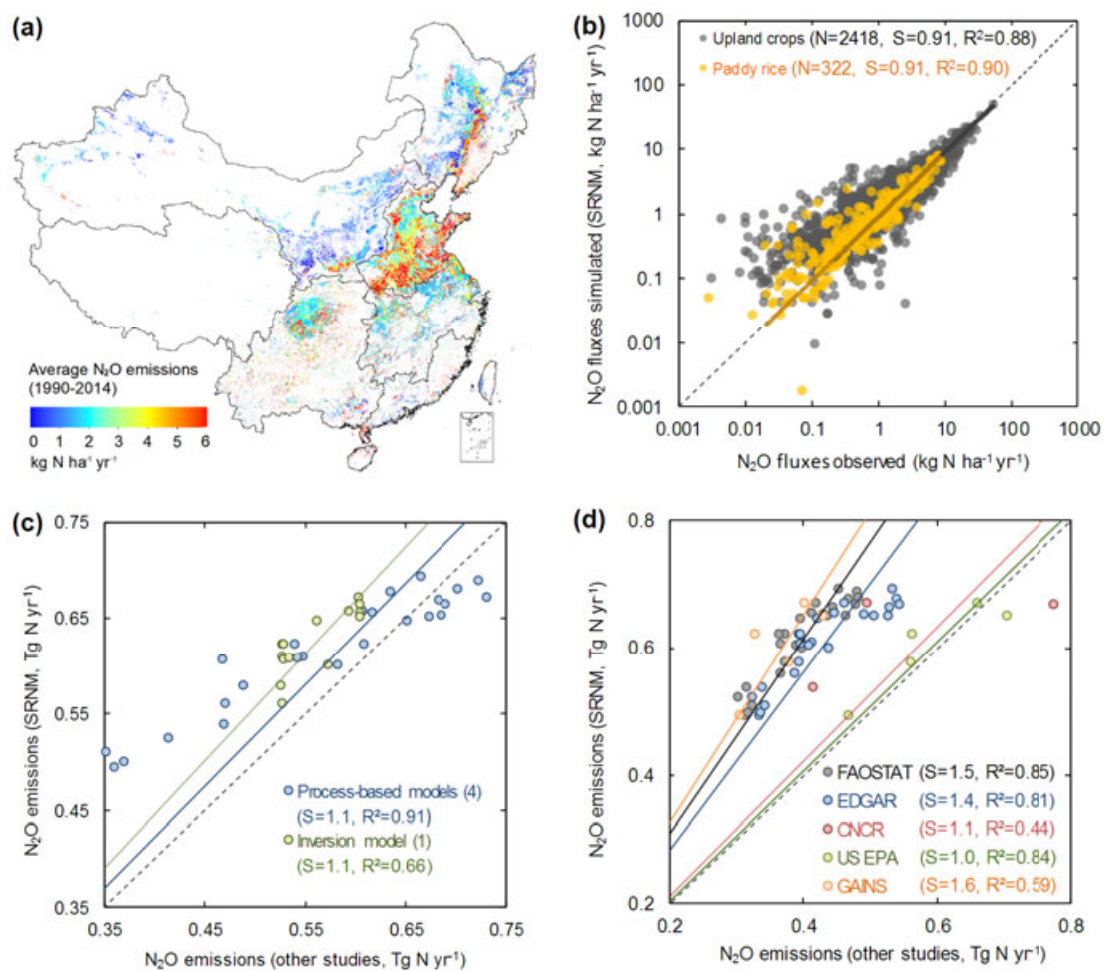 (a)
Average N₂O emissions
(1990-2014)
0 1 2 3 4 5 6
kg N ha⁻¹ yr⁻¹
(b)
Upland crops (N=2418, S=0.91, R²=0.88)
Paddy rice (N=322, S=0.91, R²=0.90)
N₂O fluxes simulated (SRNM, kg N ha⁻¹ yr⁻¹)
1000
100
10
1
0.1
0.01
0.001
0.001 0.01 0.1 1 10 100 1000
N₂O fluxes observed (kg N ha⁻¹ yr⁻¹)
(c)
N₂O emissions (SRNM, Tg N yr⁻¹)
0.75
0.65
0.55
0.45
0.35
Process-based models (4)
(S=1.1, R²=0.91)
Inversion model (1)
(S=1.1, R²=0.66)
0.35 0.45 0.55 0.65 0.75
N₂O emissions (other studies, Tg N yr⁻¹)
(d)
N₂O emissions (SRNM, Tg N yr⁻¹)
0.8
0.6
0.4
0.2
FAOSTAT (S=1.5, R²=0.85)
EDGAR (S=1.4, R²=0.81)
CNCR (S=1.1, R²=0.44)
US EPA (S=1.0, R²=0.84)
GAINS (S=1.6, R²=0.59)
0.2 0.4 0.6 0.8
N₂O emissions (other studies, Tg N yr⁻¹)